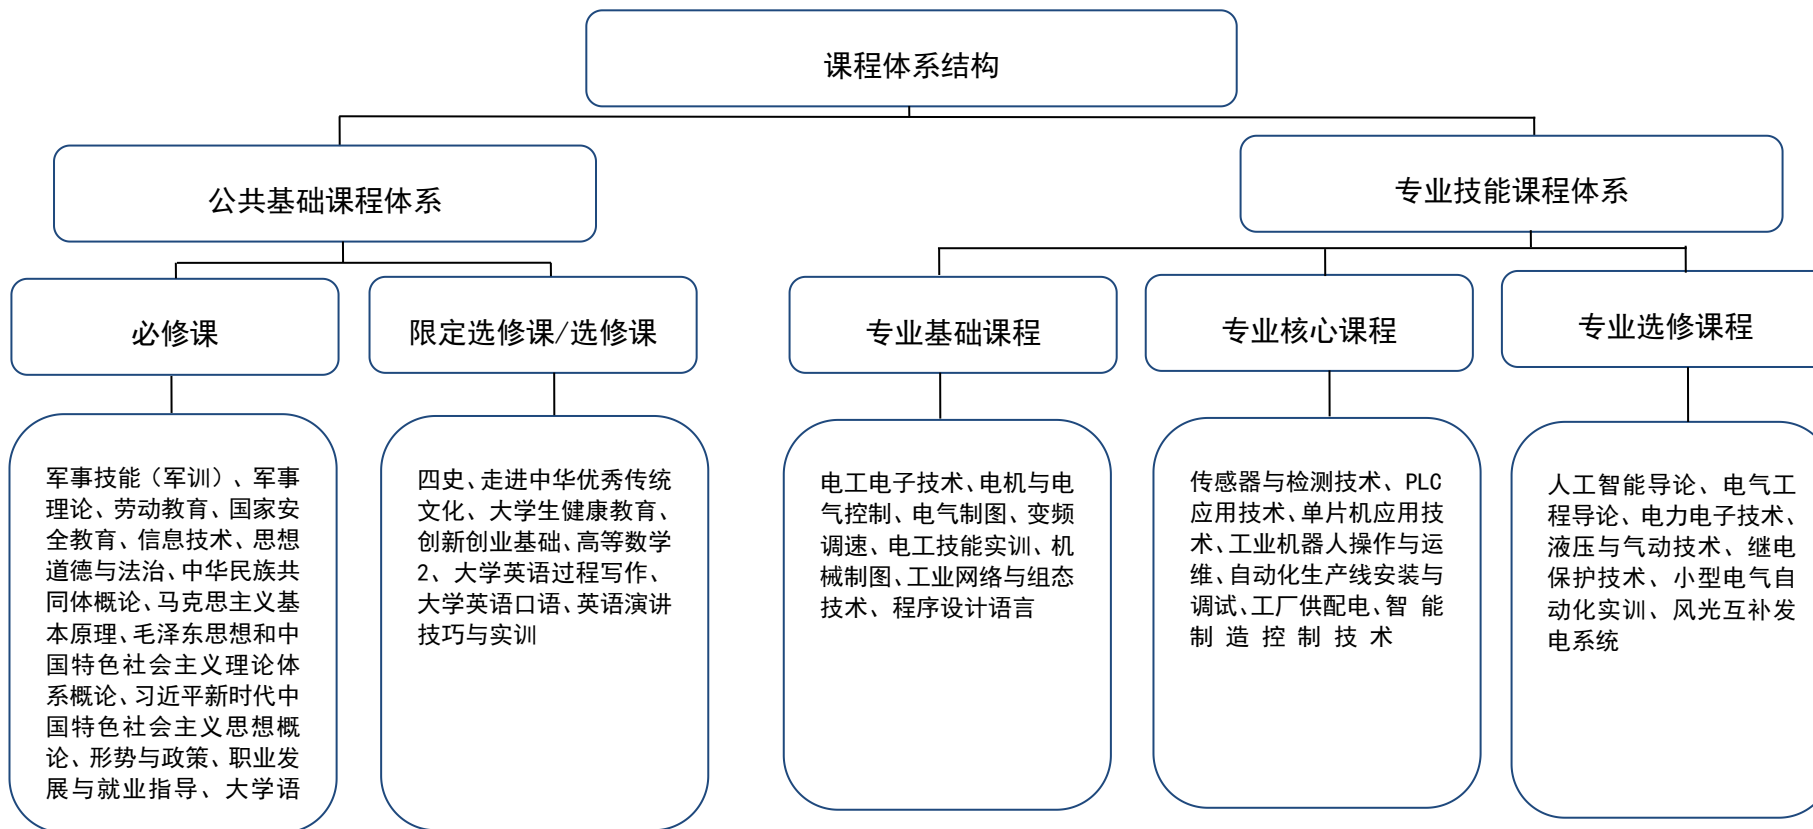 课程体系结构
公共基础课程体系
专业技能课程体系
必修课
限定选修课/选修课
专业基础课程
专业核心课程
专业选修课程
军事技能（军训）、军事
理论、劳动教育、国家安
全教育、信息技术、思想
道德与法治、中华民族共
同体概论、马克思主义基
本原理、毛泽东思想和中
国特色社会主义理论体
系概论、习近平新时代中
国特色社会主义思想概
论、形势与政策、职业发
展与就业指导、大学语
四史、走进中华优秀传统
文化、大学生健康教育、
创新创业基础、高等数学
2、大学英语过程写作、
大学英语口语、英语演讲
技巧与实训
电工电子技术、电机与电
气控制、电气制图、变频
调速、电工技能实训、机
械制图、工业网络与组态
技术、程序设计语言
传感器与检测技术、PLC
应用技术、单片机应用技
术、工业机器人操作与运
维、自动化生产线安装与
调试、工厂供配电、智 能
制 造 控 制 技 术
人工智能导论、电气工
程导论、电力电子技术、
液压与气动技术、继电
保护技术、小型电气自
动化实训、风光互补发
电系统